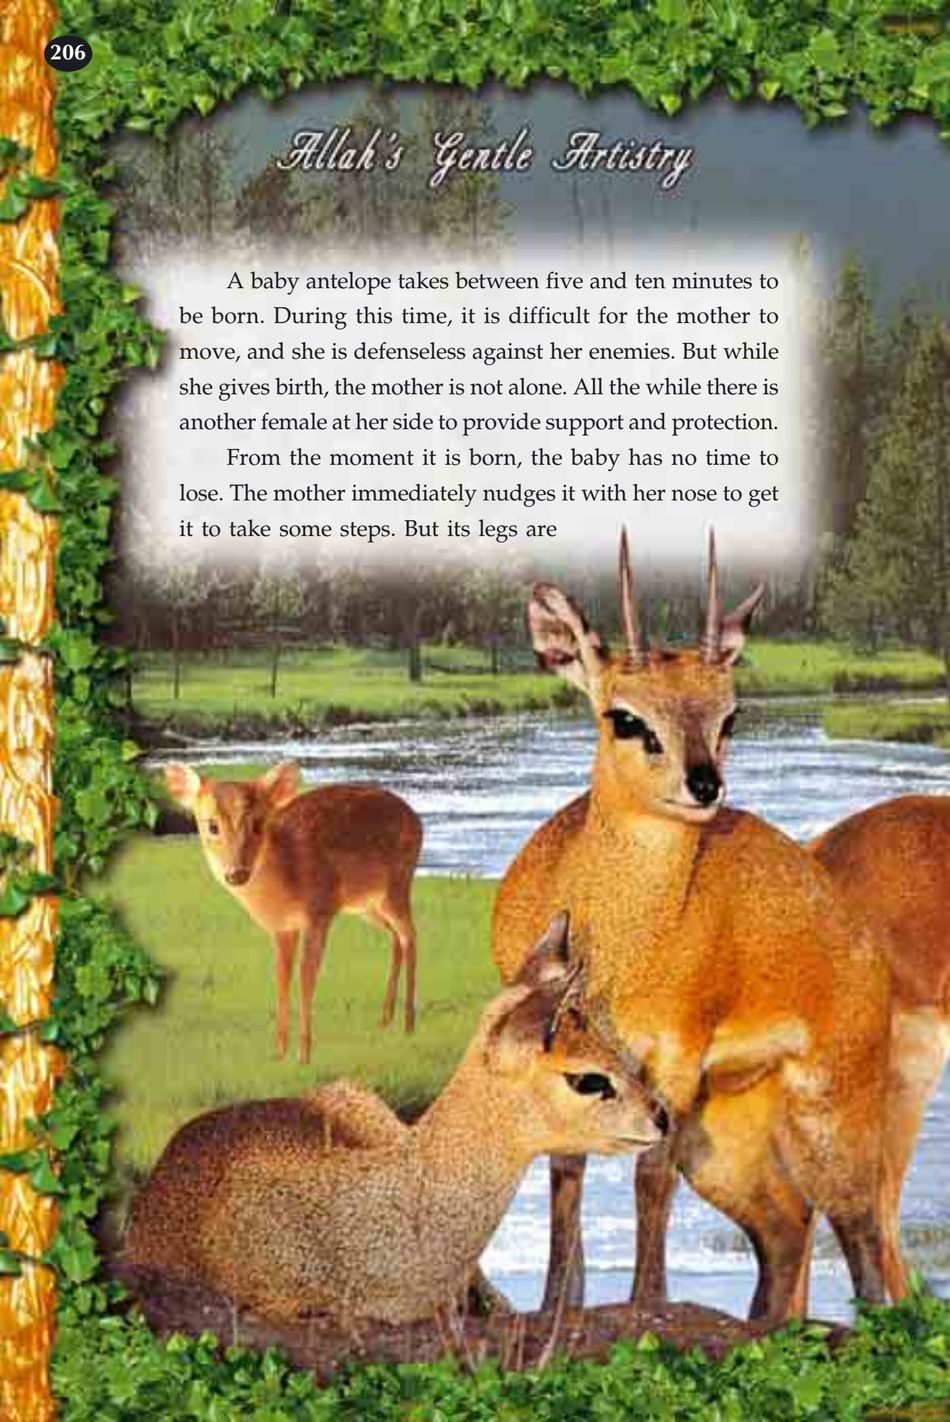 206
Allah's Gentle Artistry
A baby antelope takes between five and ten minutes to
be born. During this time, it is difficult for the mother to
move, and she is defenseless against her enemies. But while
she gives birth, the mother is not alone. All the while there is
another female at her side to provide support and protection.
From the moment it is born, the baby has no time to
lose. The mother immediately nudges it with her nose to get
it to take some steps. But its legs are